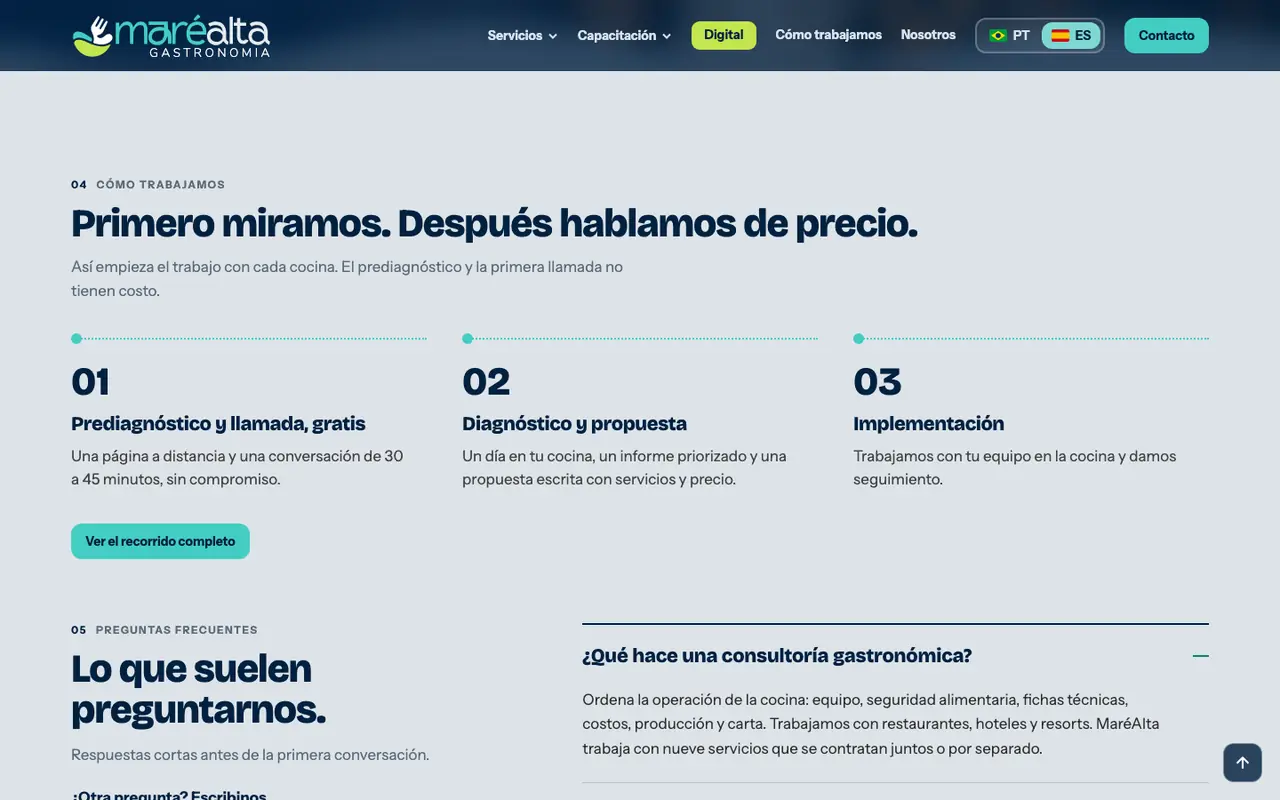 maréalta
GASTRONOMIA
Servicios
Capacitación
Digital
Cómo trabajamos
Nosotros
PT
ES
Contacto
04 CÓMO TRABAJAMOS
Primero miramos. Después hablamos de precio.
Así empieza el trabajo con cada cocina. El prediagnóstico y la primera llamada no
tienen costo.
01
Prediagnóstico y llamada, gratis
Una página a distancia y una conversación de 30
a 45 minutos, sin compromiso.
02
Diagnóstico y propuesta
Un día en tu cocina, un informe priorizado y una
propuesta escrita con servicios y precio.
03
Implementación
Trabajamos con tu equipo en la cocina y damos
seguimiento.
Ver el recorrido completo
05 PREGUNTAS FRECUENTES
Lo que suelen
preguntarnos.
Respuestas cortas antes de la primera conversación.
¿Otra pregunta? Escribinos
¿Qué hace una consultoría gastronómica?
Ordena la operación de la cocina: equipo, seguridad alimentaria, fichas técnicas,
costos, producción y carta. Trabajamos con restaurantes, hoteles y resorts. MaréAlta
trabaja con nueve servicios que se contratan juntos o por separado.